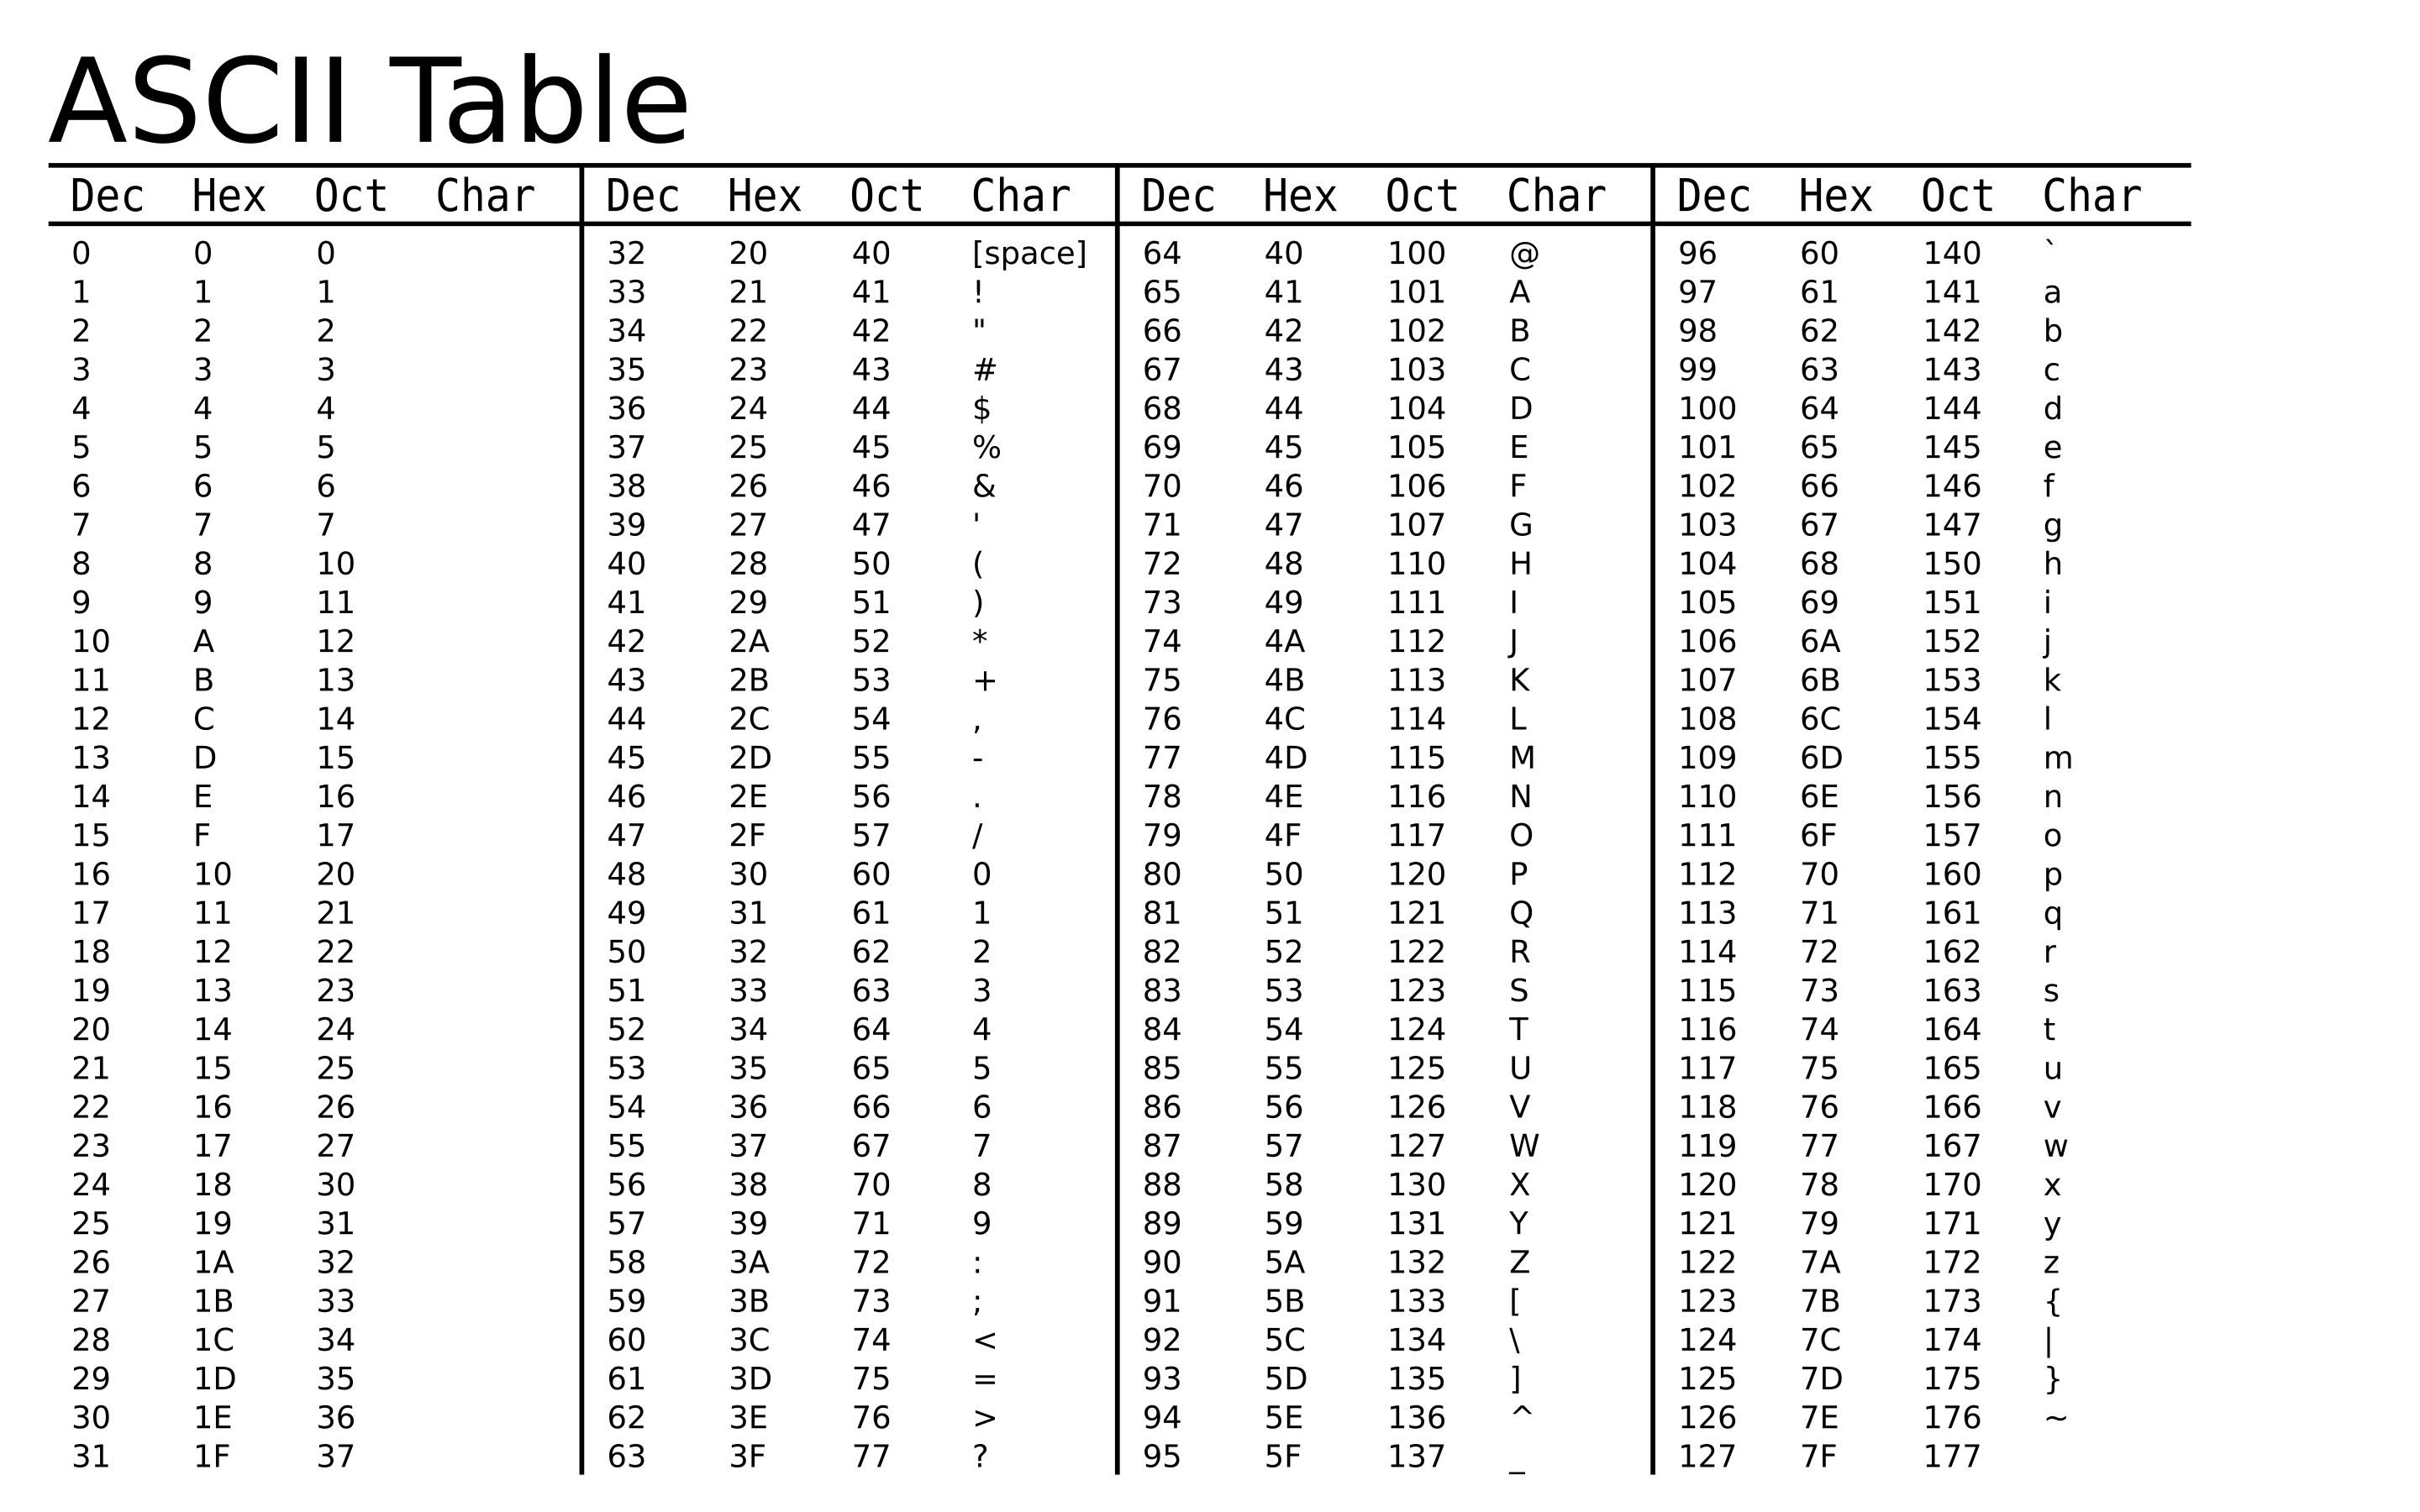 ASCII Table
Dec Hex Oct Char Dec Hex Oct Char Dec Hex Oct Char Dec Hex Oct Char
0 0 0 32 20 40 [space] 64 40 100 @ 96 60 140 `
1 1 1 33 21 41 ! 65 41 101 A 97 61 141 a
2 2 2 34 22 42 " 66 42 102 B 98 62 142 b
3 3 3 35 23 43 # 67 43 103 C 99 63 143 c
4 4 4 36 24 44 $ 68 44 104 D 100 64 144 d
5 5 5 37 25 45 % 69 45 105 E 101 65 145 e
6 6 6 38 26 46 & 70 46 106 F 102 66 146 f
7 7 7 39 27 47 ' 71 47 107 G 103 67 147 g
8 8 10 40 28 50 ( 72 48 110 H 104 68 150 h
9 9 11 41 29 51 ) 73 49 111 I 105 69 151 i
10 A 12 42 2A 52 * 74 4A 112 J 106 6A 152 j
11 B 13 43 2B 53 + 75 4B 113 K 107 6B 153 k
12 C 14 44 2C 54 , 76 4C 114 L 108 6C 154 l
13 D 15 45 2D 55 - 77 4D 115 M 109 6D 155 m
14 E 16 46 2E 56 . 78 4E 116 N 110 6E 156 n
15 F 17 47 2F 57 / 79 4F 117 O 111 6F 157 o
16 10 20 48 30 60 0 80 50 120 P 112 70 160 p
17 11 21 49 31 61 1 81 51 121 Q 113 71 161 q
18 12 22 50 32 62 2 82 52 122 R 114 72 162 r
19 13 23 51 33 63 3 83 53 123 S 115 73 163 s
20 14 24 52 34 64 4 84 54 124 T 116 74 164 t
21 15 25 53 35 65 5 85 55 125 U 117 75 165 u
22 16 26 54 36 66 6 86 56 126 V 118 76 166 v
23 17 27 55 37 67 7 87 57 127 W 119 77 167 w
24 18 30 56 38 70 8 88 58 130 X 120 78 170 x
25 19 31 57 39 71 9 89 59 131 Y 121 79 171 y
26 1A 32 58 3A 72 : 90 5A 132 Z 122 7A 172 z
27 1B 33 59 3B 73 ; 91 5B 133 [ 123 7B 173 {
28 1C 34 60 3C 74 < 92 5C 134 \ 124 7C 174 |
29 1D 35 61 3D 75 = 93 5D 135 ] 125 7D 175 }
30 1E 36 62 3E 76 > 94 5E 136 ^ 126 7E 176 ~
31 1F 37 63 3F 77 ? 95 5F 137 _ 127 7F 177